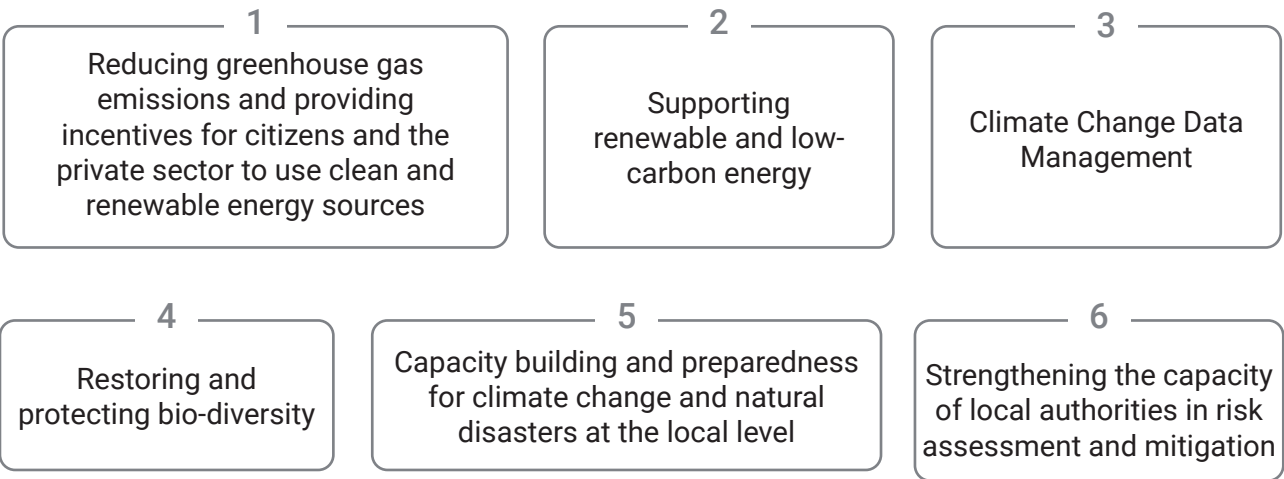 1
Reducing greenhouse gas
emissions and providing
incentives for citizens and the
private sector to use clean and
renewable energy sources
2
Supporting
renewable and low-
carbon energy
3
Climate Change Data
Management
4
Restoring and
protecting bio-diversity
5
Capacity building and preparedness
for climate change and natural
disasters at the local level
6
Strengthening the capacity
of local authorities in risk
assessment and mitigation